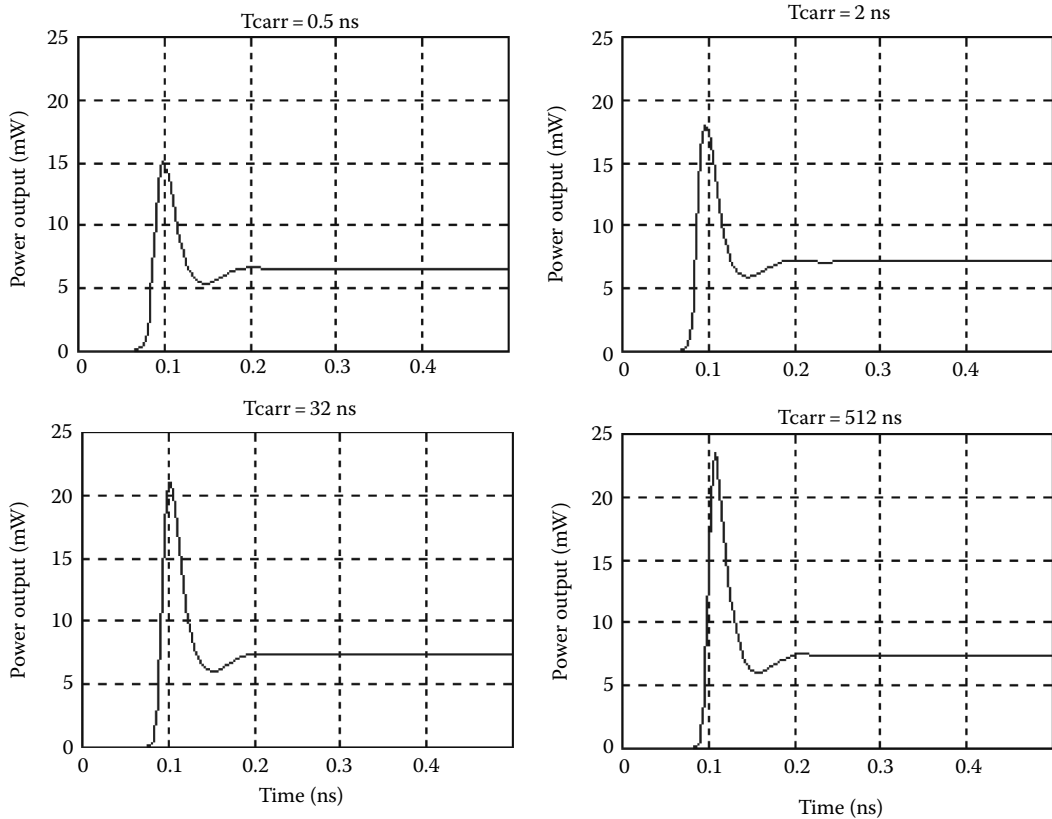 Tcarr = 0.5 ns
25
20
15
10
5
0
Power output (mW)
0 0.1 0.2 0.3 0.4
Tcarr = 2 ns
25
20
15
10
5
0
Power output (mW)
0 0.1 0.2 0.3 0.4
Tcarr = 32 ns
25
20
15
10
5
0
Power output (mW)
0 0.1 0.2 0.3 0.4
Time (ns)
Tcarr = 512 ns
25
20
15
10
5
0
Power output (mW)
0 0.1 0.2 0.3 0.4
Time (ns)